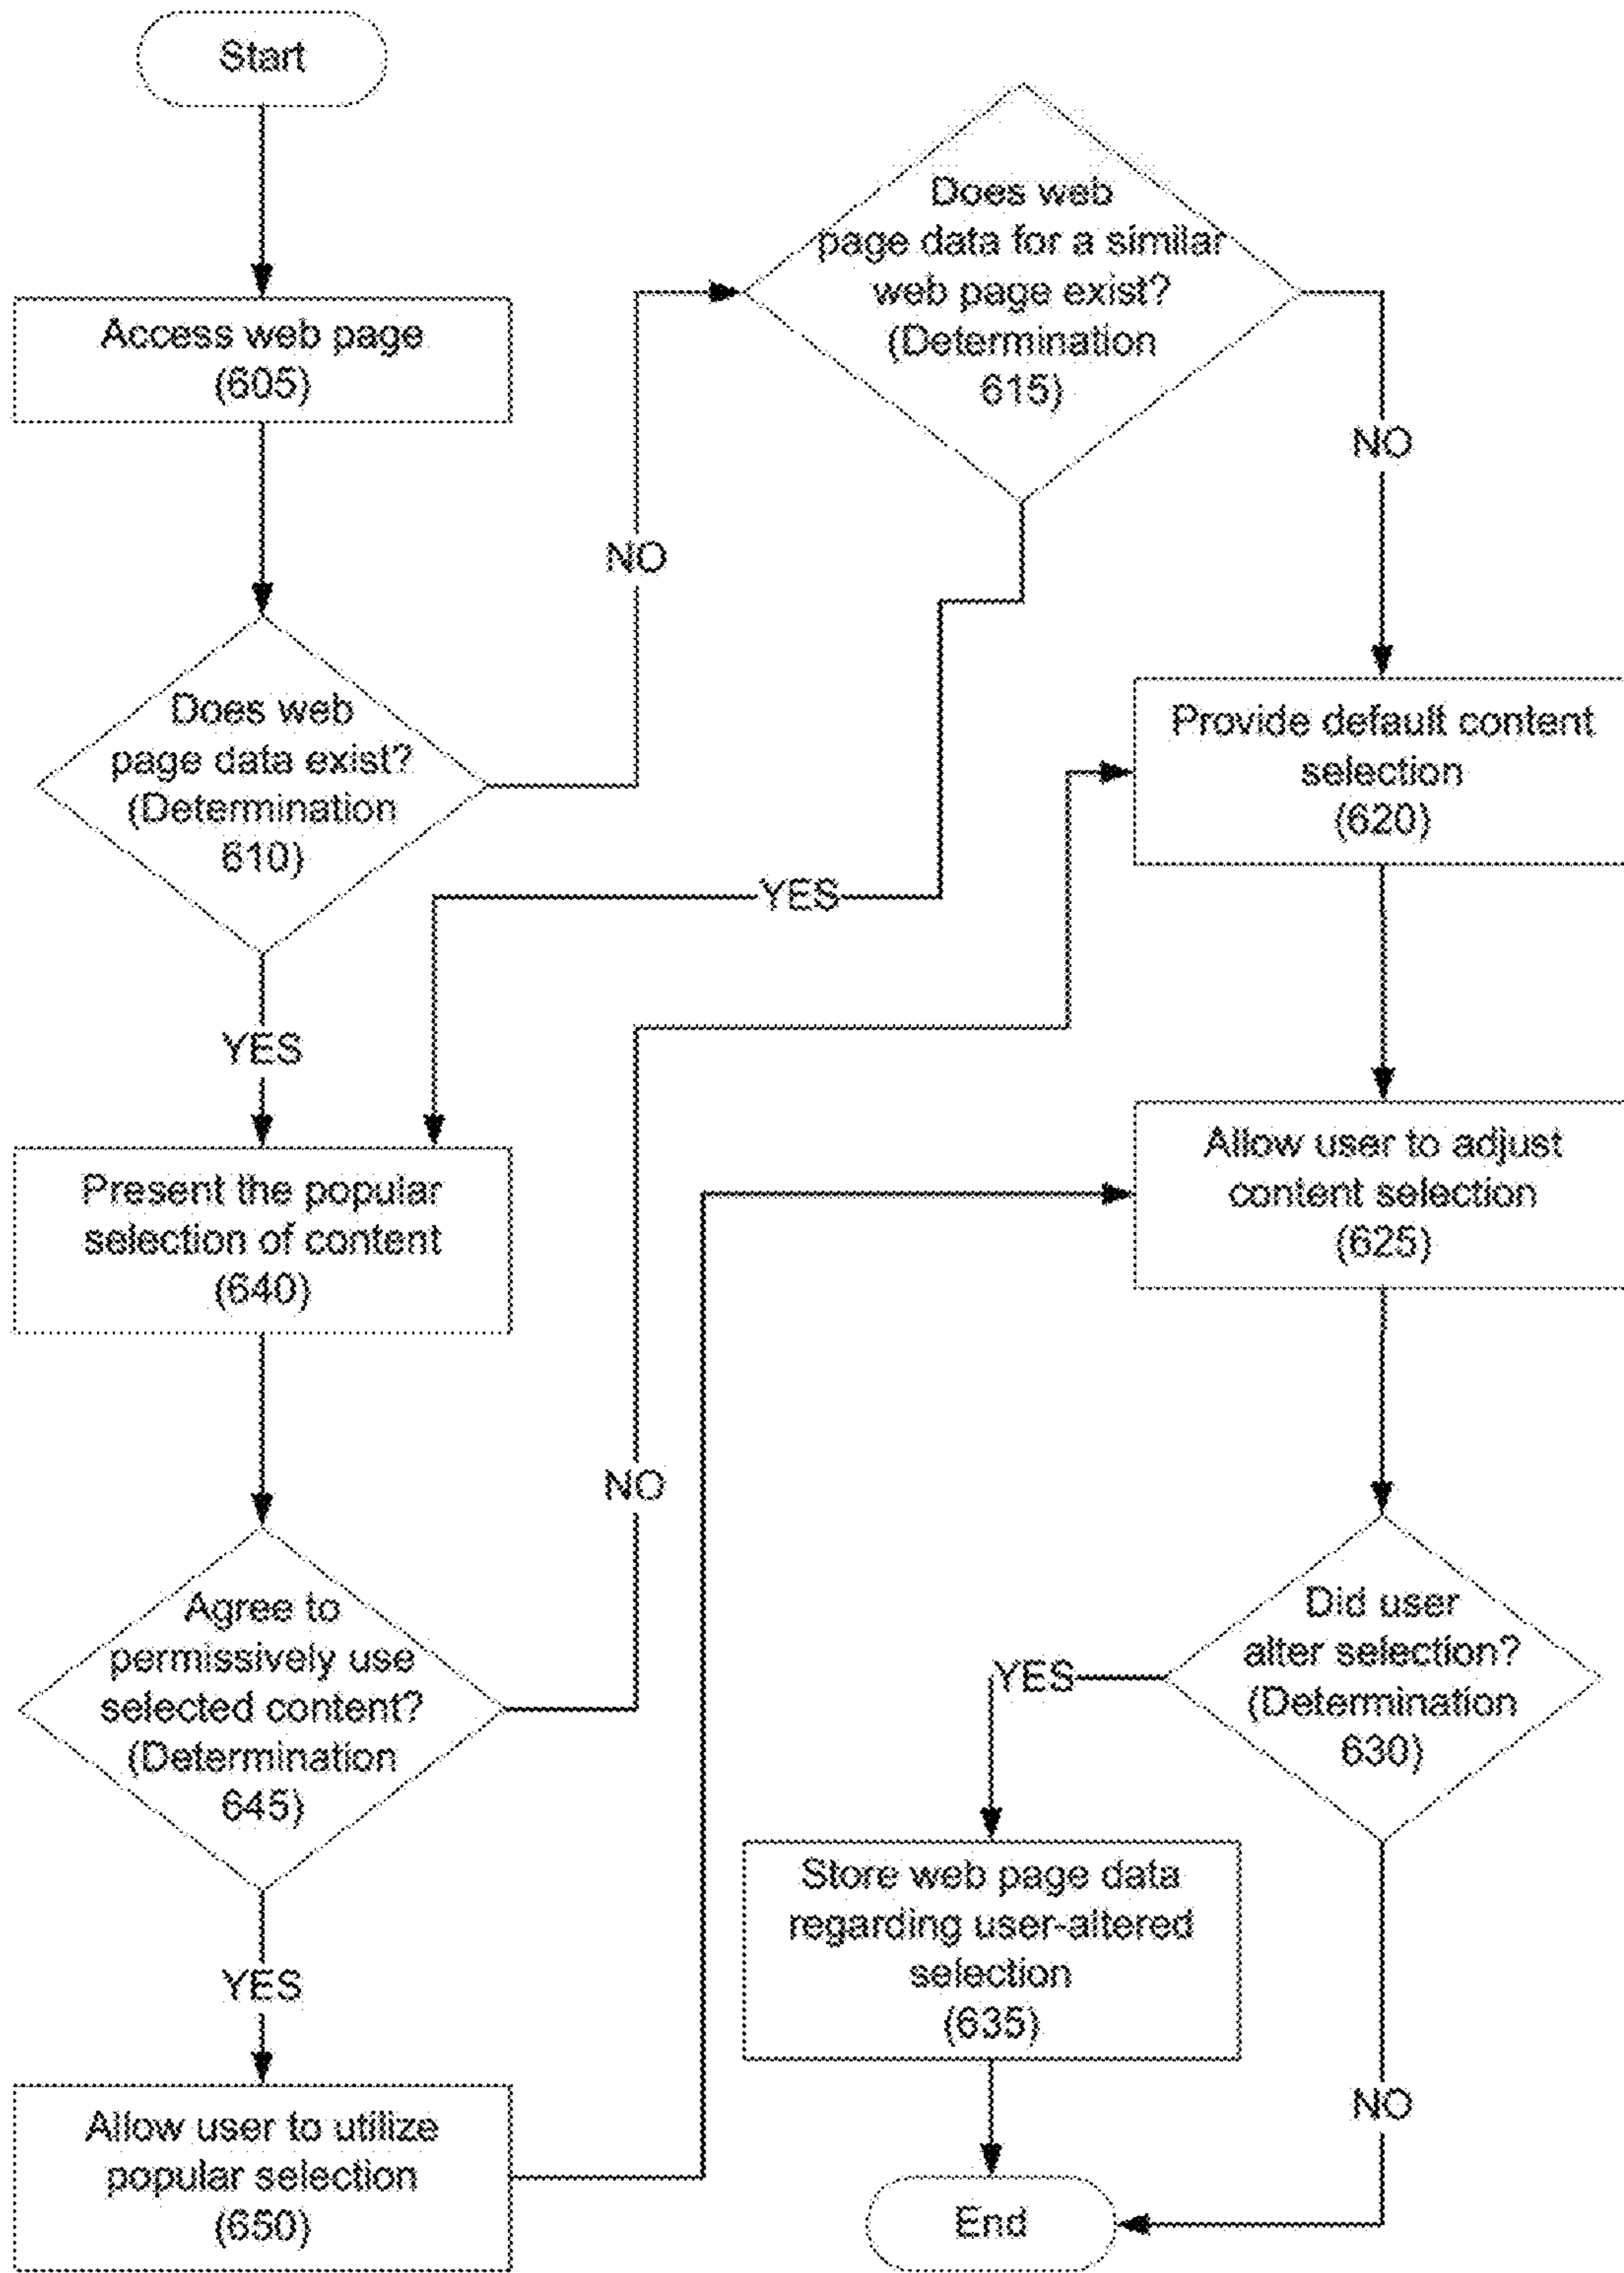 Start
Access web page
(605)
Does web
page data exist?
(Determination
610)
NO
YES
Does web
page data for a similar
web page exist?
(Determination
615)
NO
YES
Provide default content
selection
(620)
Allow user to adjust
content selection
(625)
Present the popular
selection of content
(640)
Agree to
permissively use
selected content?
(Determination
645)
NO
YES
Allow user to utilize
popular selection
(650)
Did user
alter selection?
(Determination
630)
YES
NO
Store web page data
regarding user-altered
selection
(635)
End